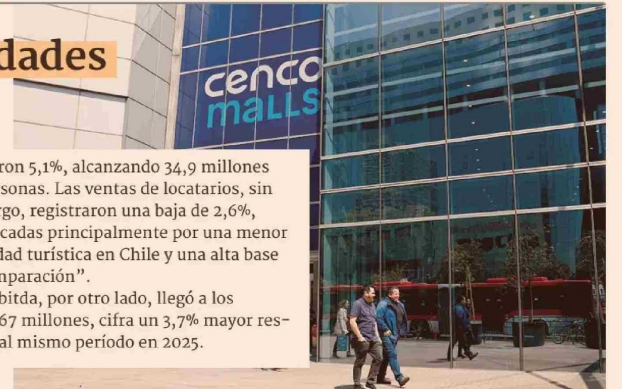 dades
cenco
malls
ron 5,1%, alcanzando 34,9 millones
sonas. Las ventas de locatarios, sin
rgo, registraron una baja de 2,6%,
cadas principalmente por una menor
dad turística en Chile y una alta base
nparación”.
bitda, por otro lado, llegó a los
67 millones, cifra un 3,7% mayor res-
al mismo período en 2025.